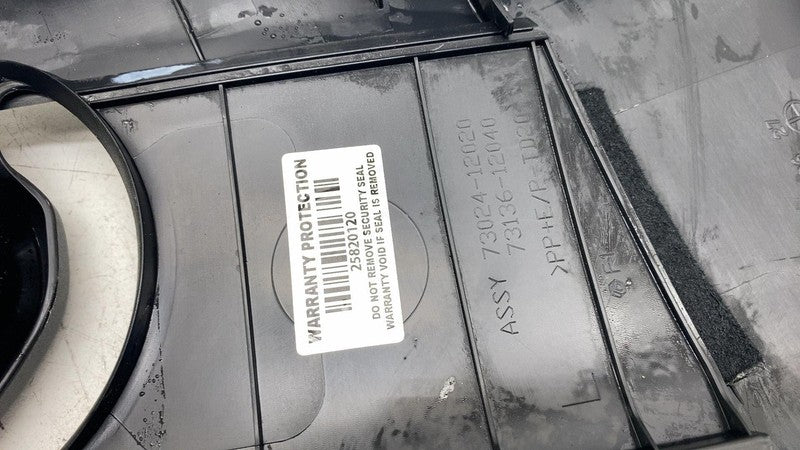 WARRANTY PROTECTION
25820120
DO NOT REMOVE SECURITY SEAL
WARRANTY VOID IF SEAL IS REMOVED
ASSY 73024-12020
73136-12040
>PP+E/P-TD20<
L